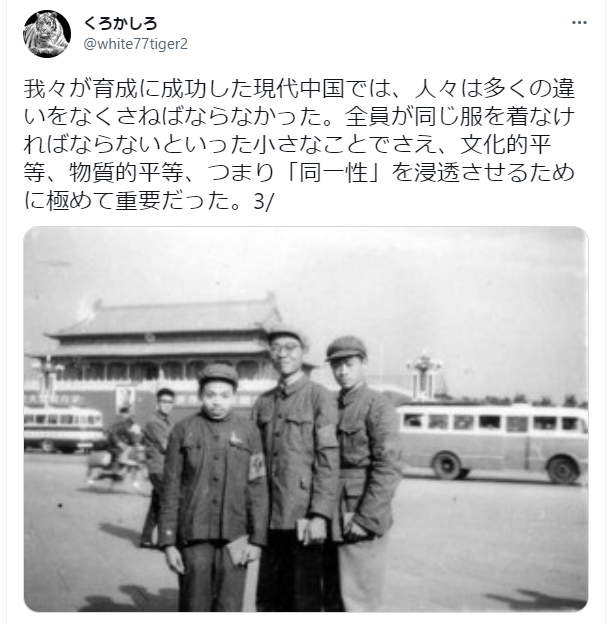 くろかしろ
@white77tiger2
我々が育成に成功した現代中国では、人々は多くの違
いをなくさねばならなかった。全員が同じ服を着なけ
ればならないといった小さなことでさえ、文化的平
等、物質的平等、つまり「同一性」を浸透させるため
に極めて重要だった。3/